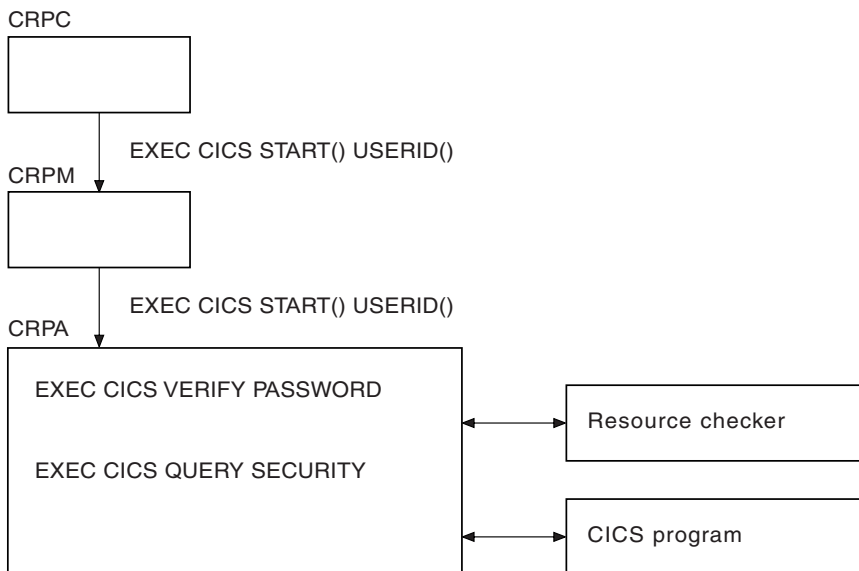 CRPC
EXEC CICS START() USERID()
CRPM
EXEC CICS START() USERID()
CRPA
EXEC CICS VERIFY PASSWORD
Resource checker
EXEC CICS QUERY SECURITY
CICS program